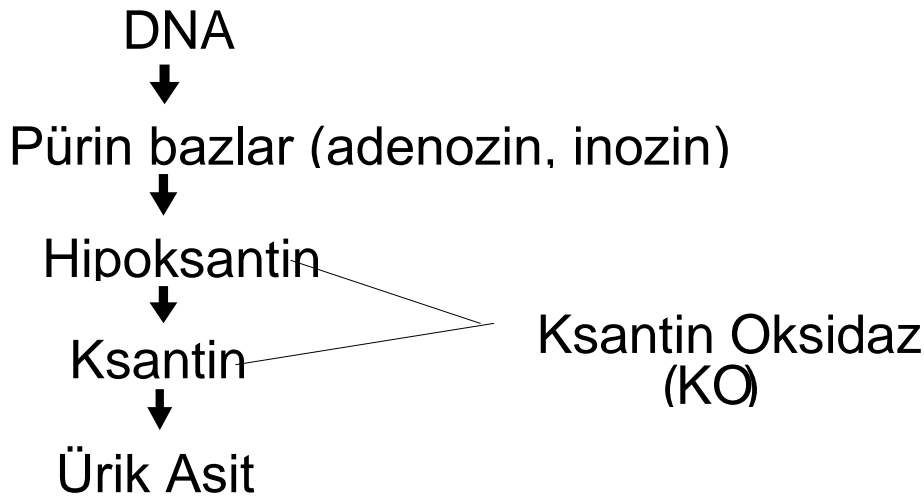 DNA
Pürin bazlar (adenozin, inozin)
Hipoksantin
Ksantin
Ksantin Oksidaz
(KO)
Ürik Asit